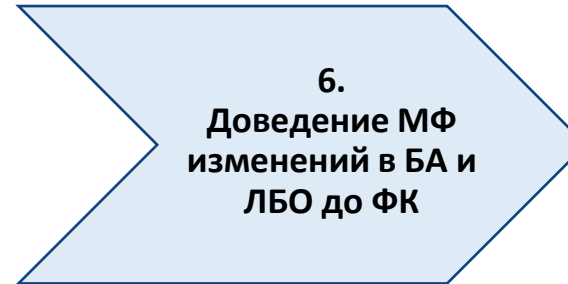 6.
Доведение МФ
изменений в БА и
ЛБО до ФК